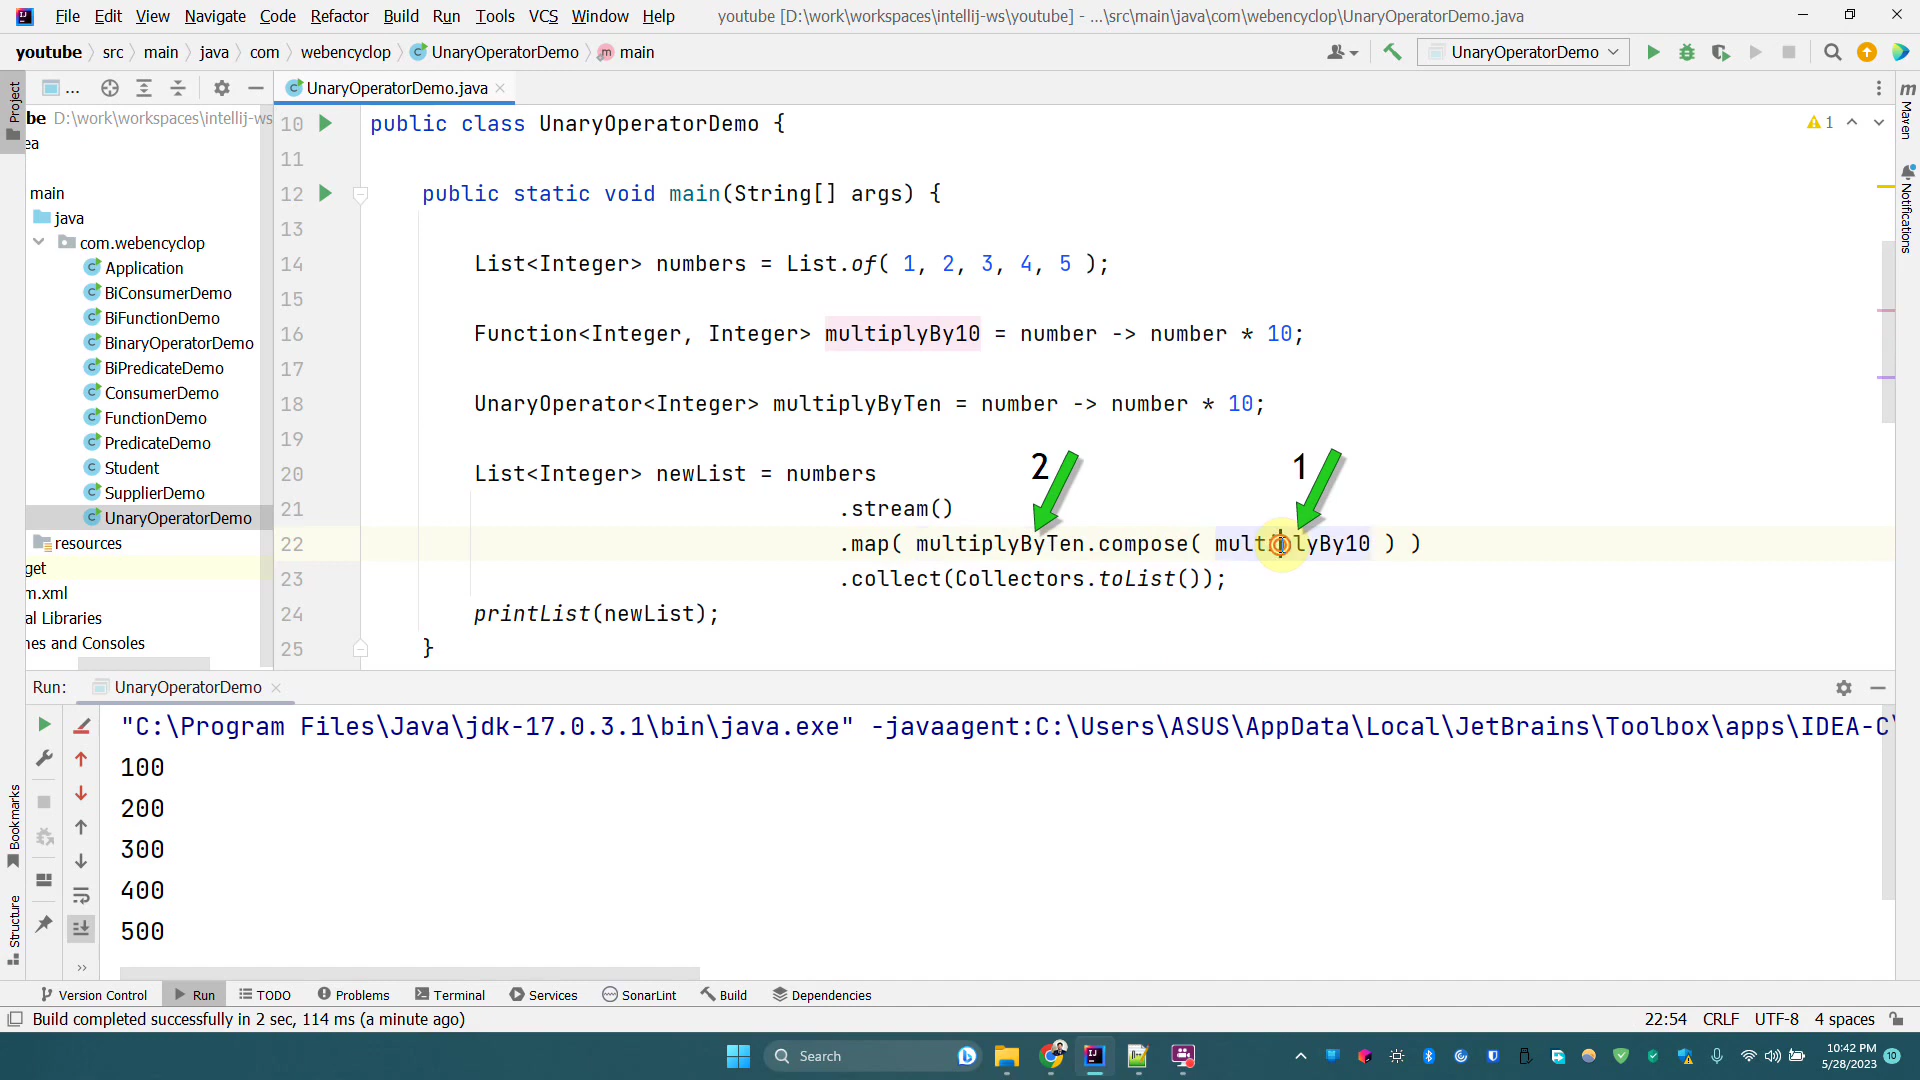 File Edit View Navigate Code Refactor Build Run Tools VCS Window Help youtube [D:\work\workspaces\intellij-ws\youtube] - ...\src\main\java\com\webencyclop\UnaryOperatorDemo.java
youtube src main java com webencyclop UnaryOperatorDemo main UnaryOperatorDemo
Project
...
UnaryOperatorDemo.java
be D:\work\workspaces\intellij-ws
ea
main
java
com.webencyclop
Application
BiConsumerDemo
BiFunctionDemo
BinaryOperatorDemo
BiPredicateDemo
ConsumerDemo
FunctionDemo
PredicateDemo
Student
SupplierDemo
UnaryOperatorDemo
resources
get
m.xml
al Libraries
nes and Consoles
10 public class UnaryOperatorDemo {
11
12 public static void main(String[] args) {
13
14 List<Integer> numbers = List.of( 1, 2, 3, 4, 5 );
15
16 Function<Integer, Integer> multiplyBy10 = number -> number * 10;
17
18 UnaryOperator<Integer> multiplyByTen = number -> number * 10;
19
2 1
20 List<Integer> newList = numbers
21 .stream()
22 .map( multiplyByTen.compose( multiplyBy10 ) )
23 .collect(Collectors.toList());
24 printList(newList);
25 }
1
m
Maven
Notifications
Run: UnaryOperatorDemo
"C:\Program Files\Java\jdk-17.0.3.1\bin\java.exe" -javaagent:C:\Users\ASUS\AppData\Local\JetBrains\Toolbox\apps\IDEA-C\
100
200
300
400
500
Bookmarks
Structure
Version Control Run TODO Problems Terminal Services SonarLint Build Dependencies
Build completed successfully in 2 sec, 114 ms (a minute ago) 22:54 CRLF UTF-8 4 spaces
Search
10:42 PM
5/28/2023
10